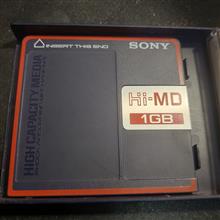 INSERT THIS END
SONY
Hi-MD
1GB
HIGH CAPACITY MEDIA